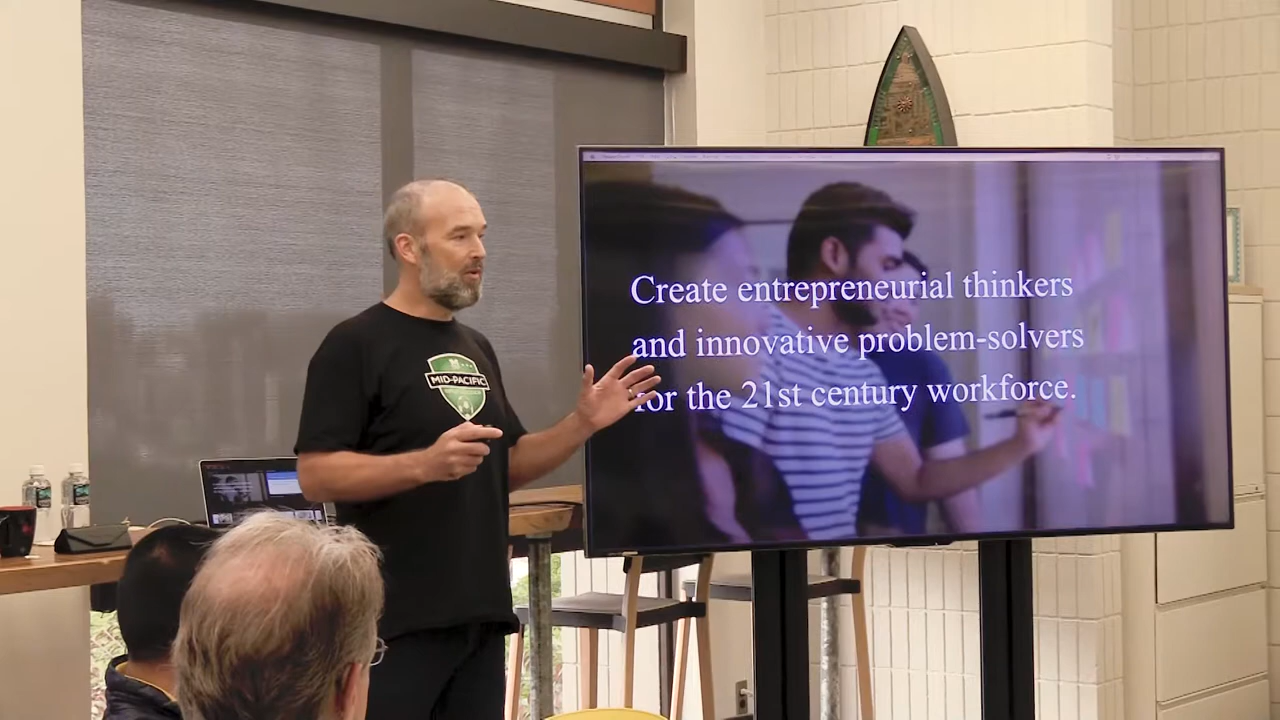 MID-PACIFIC
Create entrepreneurial thinkers
and innovative problem-solvers
for the 21st century workforce.